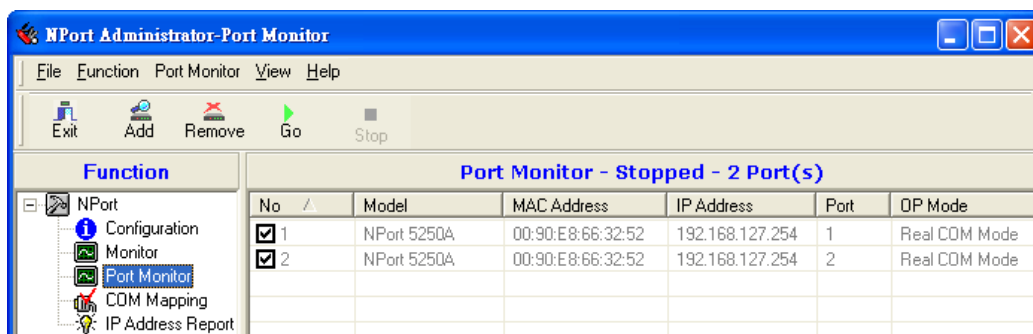 NPort Administrator-Port Monitor
File Function Port Monitor View Help
Exit Add Remove Go Stop
Function
Port Monitor - Stopped - 2 Port(s)
NPort
Configuration
Monitor
Port Monitor
COM Mapping
IP Address Report
No Model MAC Address IP Address Port OP Mode
1 NPort 5250A 00:90:E8:66:32:52 192.168.127.254 1 Real COM Mode
2 NPort 5250A 00:90:E8:66:32:52 192.168.127.254 2 Real COM Mode